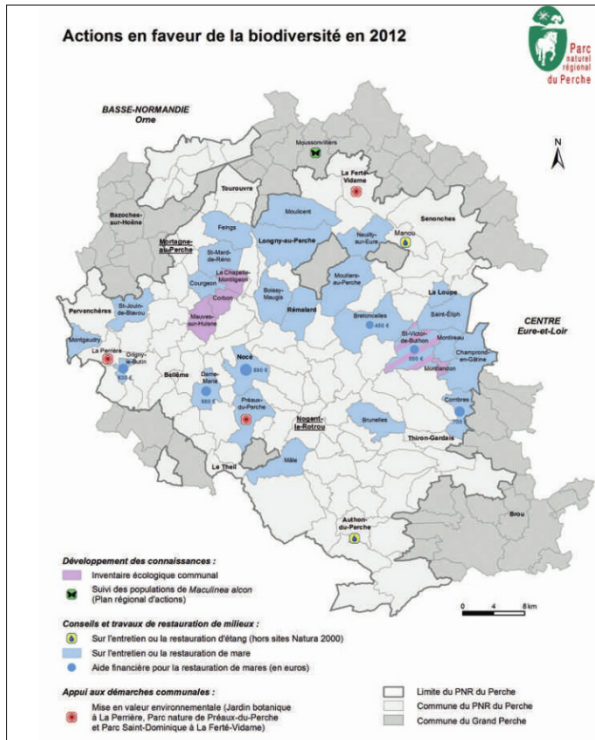 Actions en faveur de la biodiversité en 2012
Parc
naturel
régional
du Perche
BASSE-NORMANDIE
Orne
N
Moussonvilliers
La Ferté-
Vidame
Tourouvre
Senonches
Bazoches-
sur-Hoëne
Moulicent
Feings
Neuilly-
sur-Eure
Manou
Mortagne-
au-Perche
Longny-au-Perche
St-Mard-
de-Réno
Courgeon
La Chapelle-
Montligeon
Moutiers-
au-Perche
Corbon
Boissy-
Maugis
Rémalard
La Loupe
Pervenchères
St-Jouin-
de-Blavou
Mauves-
sur-Huisne
Bretoncelles
Saint-Eliph
St-Victor-
de-Buthon
Montireau
CENTRE
Eure-et-Loir
Montgaudry
La Perrière
Origny-
le-Butin
Bellême
Dame-
Marie
Nocé
Montlandon
Champrond-
en-Gâtine
Préaux-
du-Perche
Nogent-
le-Rotrou
Combres
Brunelles
Thiron-Gardais
Le Theil
Mâle
Authon-
du-Perche
Brou
Développement des connaissances :
Inventaire écologique communal
Suivi des populations de Maculinea alcon
(Plan régional d'actions)
0 4 8 km
Conseils et travaux de restauration de milieux :
Sur l'entretien ou la restauration d'étang (hors sites Natura 2000)
Sur l'entretien ou la restauration de mare
Aide financière pour la restauration de mares (en euros)
Appui aux démarches communales :
Mise en valeur environnementale (Jardin botanique
à La Perrière, Parc nature de Préaux-du-Perche
et Parc Saint-Dominique à La Ferté-Vidame)
Limite du PNR du Perche
Commune du PNR du Perche
Commune du Grand Perche